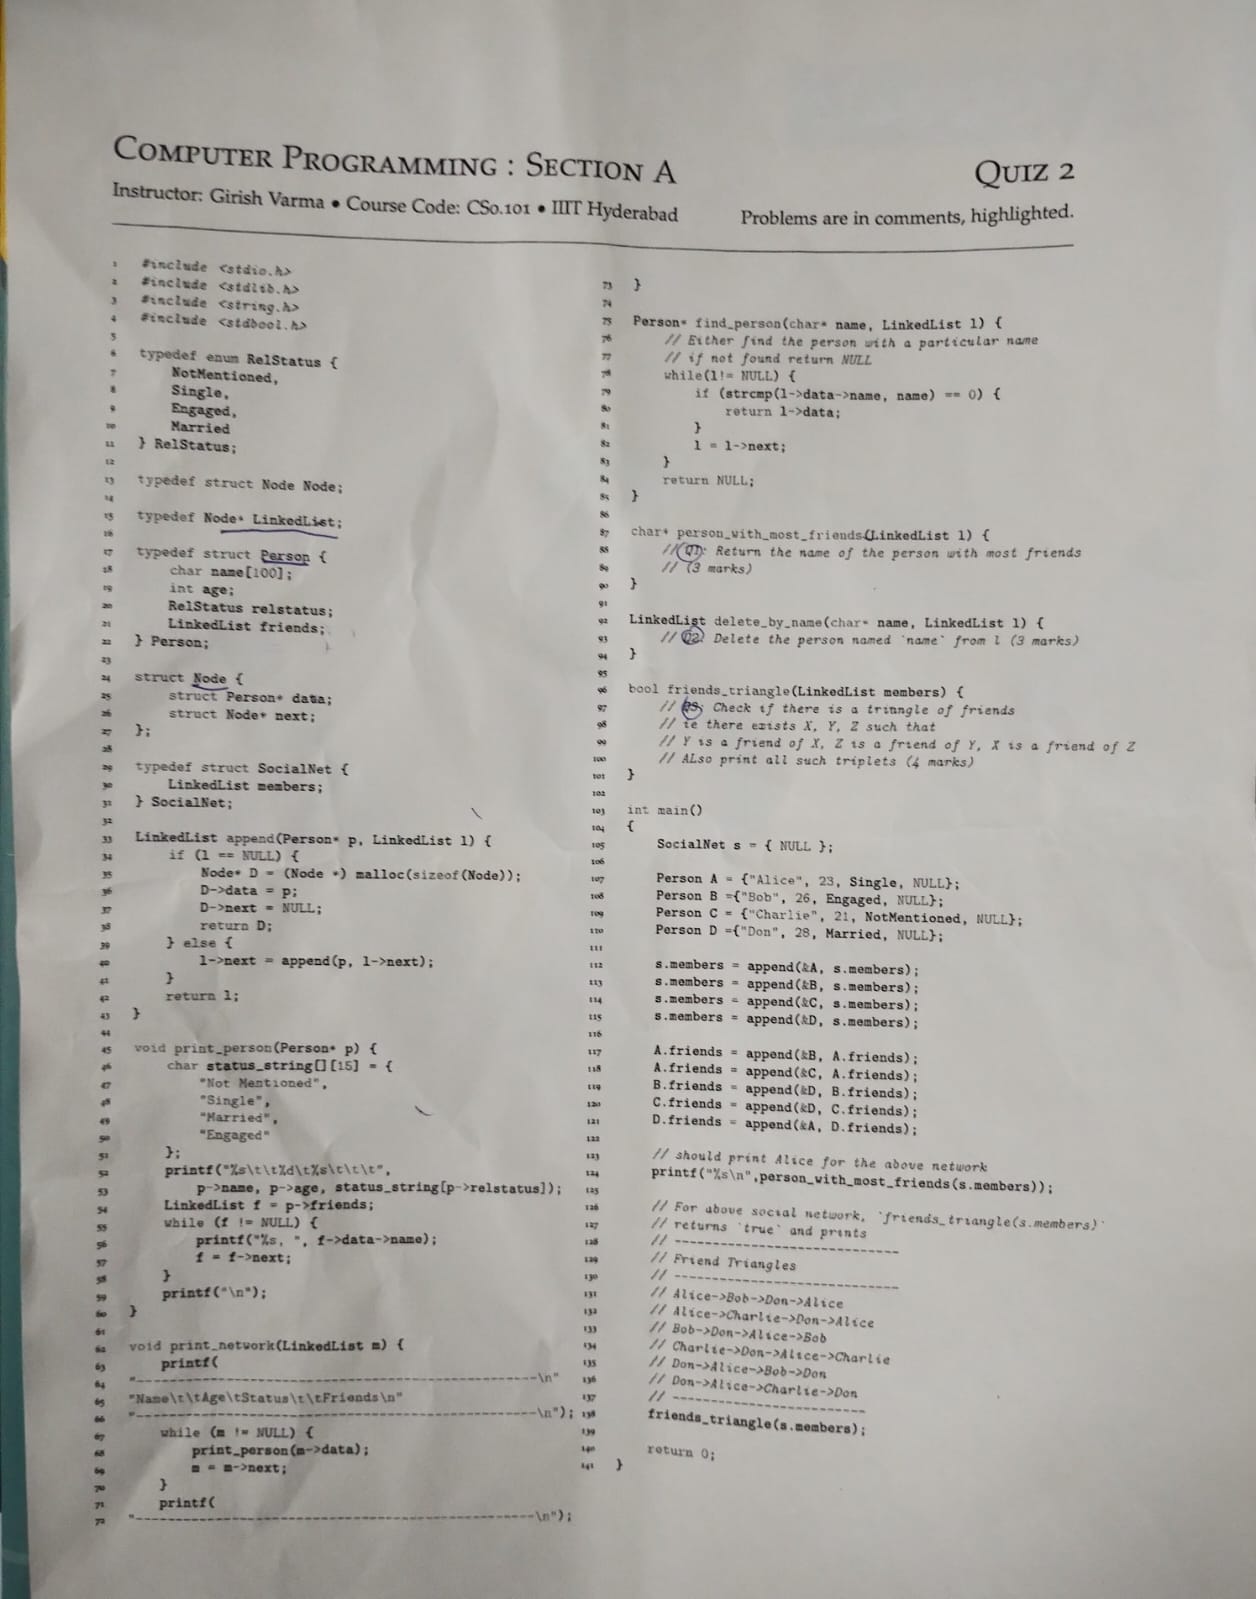 COMPUTER PROGRAMMING : SECTION A
QUIZ 2
Instructor: Girish Varma • Course Code: CS0.101 • IIIT Hyderabad
Problems are in comments, highlighted.
1 #include <stdio.h>
2 #include <stdlib.h>
3 #include <string.h>
4 #include <stdbool.h>
5
6 typedef enum RelStatus {
7 NotMentioned,
8 Single,
9 Engaged,
10 Married
11 } RelStatus;
12
13 typedef struct Node Node;
14
15 typedef Node* LinkedList;
16
17 typedef struct Person {
18 char name[100];
19 int age;
20 RelStatus relstatus;
21 LinkedList friends;
22 } Person;
23
24 struct Node {
25 struct Person* data;
26 struct Node* next;
27 };
28
29 typedef struct SocialNet {
30 LinkedList members;
31 } SocialNet;
32
33 LinkedList append(Person* p, LinkedList l) {
34 if (l == NULL) {
35 Node* D = (Node *) malloc(sizeof(Node));
36 D->data = p;
37 D->next = NULL;
38 return D;
39 } else {
40 l->next = append(p, l->next);
41 }
42 return l;
43 }
44
45 void print_person(Person* p) {
46 char status_string[][15] = {
47 "Not Mentioned",
48 "Single",
49 "Married",
50 "Engaged"
51 };
52 printf("%s\t\t%d\t%s\t\t\t",
53 p->name, p->age, status_string[p->relstatus]);
54 LinkedList f = p->friends;
55 while (f != NULL) {
56 printf("%s, ", f->data->name);
57 f = f->next;
58 }
59 printf("\n");
60 }
61
62 void print_network(LinkedList m) {
63 printf(
64 "-----------------------------------------------\n"
65 "Name\t\tAge\tStatus\t\tFriends\n"
66 "-----------------------------------------------\n");
67 while (m != NULL) {
68 print_person(m->data);
69 m = m->next;
70 }
71 printf(
72 "-----------------------------------------------\n");
73 }
74
75 Person* find_person(char* name, LinkedList l) {
76 // Either find the person with a particular name
77 // if not found return NULL
78 while(l!= NULL) {
79 if (strcmp(l->data->name, name) == 0) {
80 return l->data;
81 }
82 l = l->next;
83 }
84 return NULL;
85 }
86
87 char* person_with_most_friends(LinkedList l) {
88 // Q1: Return the name of the person with most friends
89 // (3 marks)
90 }
91
92 LinkedList delete_by_name(char* name, LinkedList l) {
93 // Q2: Delete the person named `name` from l (3 marks)
94 }
95
96 bool friends_triangle(LinkedList members) {
97 // Q3: Check if there is a triangle of friends
98 // ie there exists X, Y, Z such that
99 // Y is a friend of X, Z is a friend of Y, X is a friend of Z
100 // ALso print all such triplets (4 marks)
101 }
102
103 int main()
104 {
105 SocialNet s = { NULL };
106
107 Person A = {"Alice", 23, Single, NULL};
108 Person B ={"Bob", 26, Engaged, NULL};
109 Person C = {"Charlie", 21, NotMentioned, NULL};
110 Person D ={"Don", 28, Married, NULL};
111
112 s.members = append(&A, s.members);
113 s.members = append(&B, s.members);
114 s.members = append(&C, s.members);
115 s.members = append(&D, s.members);
116
117 A.friends = append(&B, A.friends);
118 A.friends = append(&C, A.friends);
119 B.friends = append(&D, B.friends);
120 C.friends = append(&D, C.friends);
121 D.friends = append(&A, D.friends);
122
123 // should print Alice for the above network
124 printf("%s\n",person_with_most_friends(s.members));
125
126 // For above social network, `friends_triangle(s.members)`
127 // returns `true` and prints
128 // ---------------------------
129 // Friend Triangles
130 // ---------------------------
131 // Alice->Bob->Don->Alice
132 // Alice->Charlie->Don->Alice
133 // Bob->Don->Alice->Bob
134 // Charlie->Don->Alice->Charlie
135 // Don->Alice->Bob->Don
136 // Don->Alice->Charlie->Don
137 // -----------------------
138 friends_triangle(s.members);
139
140 return 0;
141 }